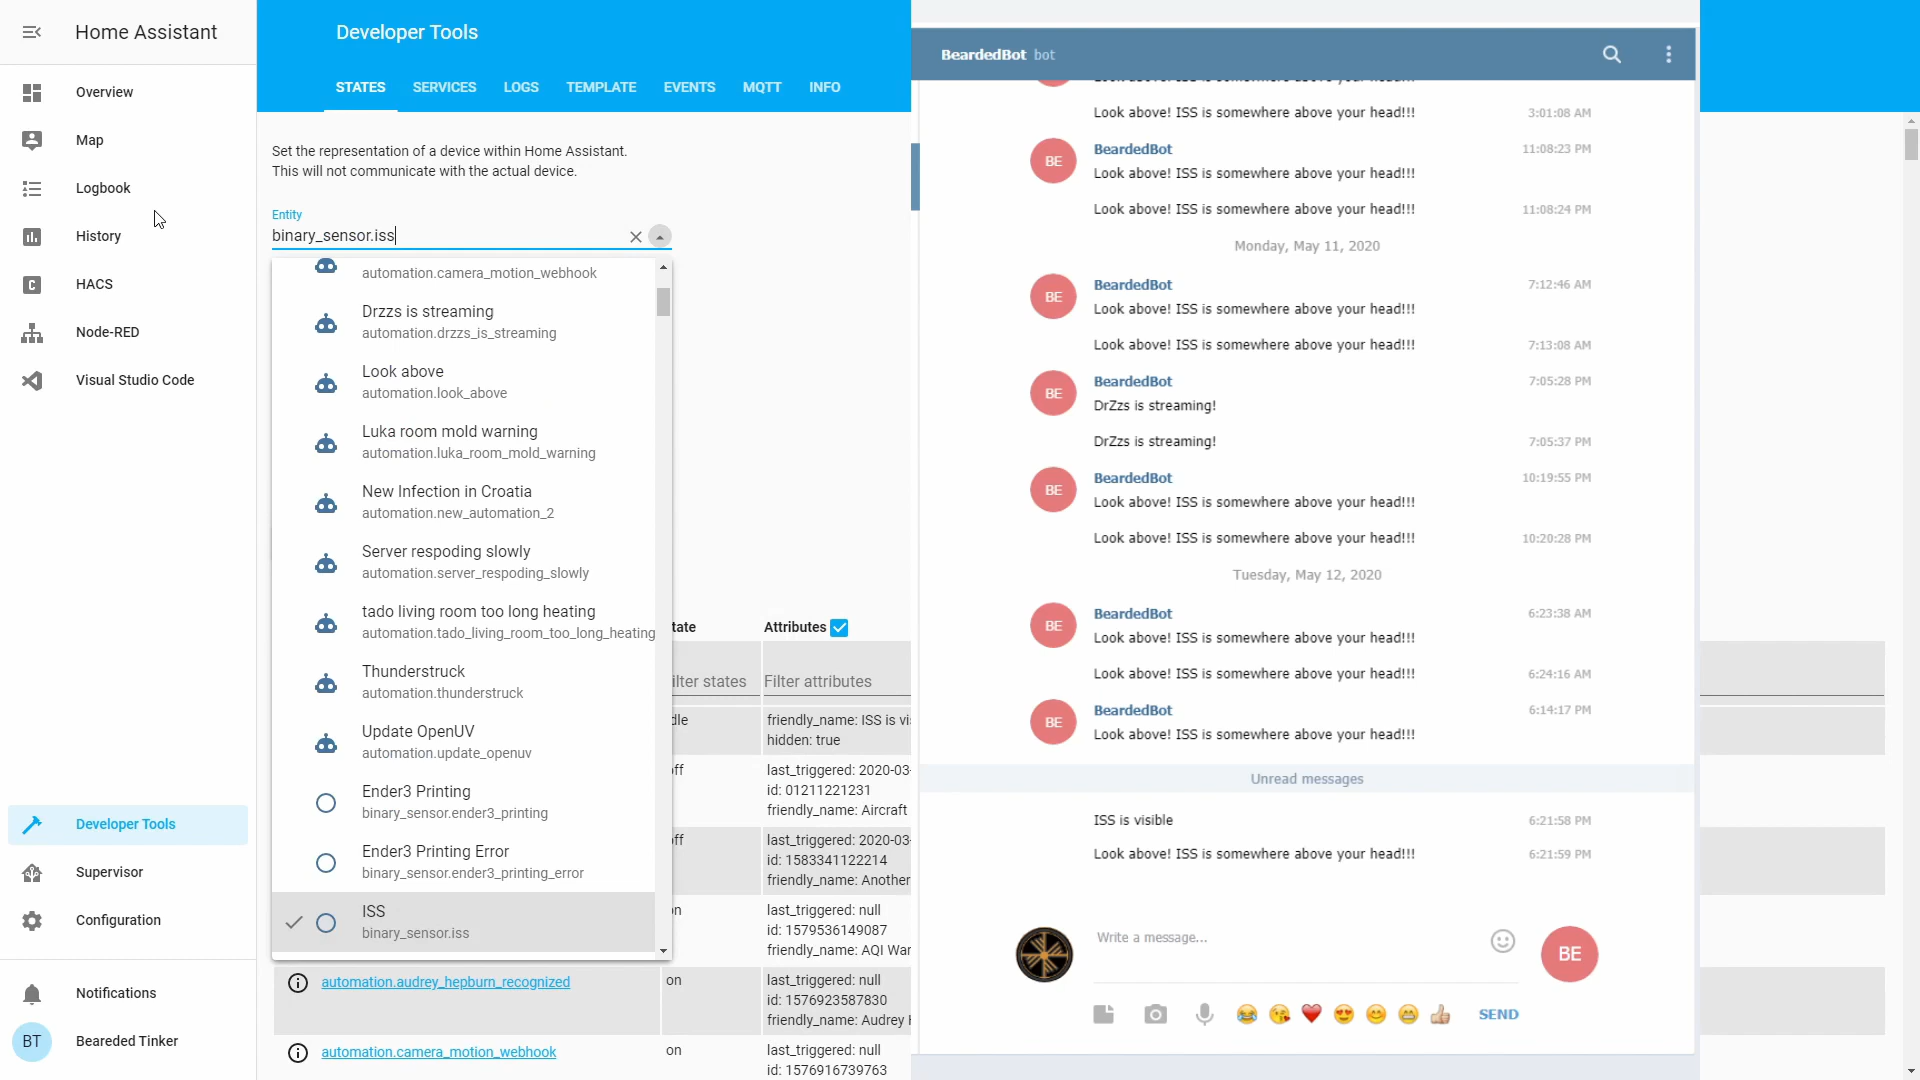 Home Assistant
Overview
Map
Logbook
History
HACS
Node-RED
Visual Studio Code
Developer Tools
Supervisor
Configuration
Notifications
BT
Beareded Tinker
Developer Tools
STATES
SERVICES
LOGS
TEMPLATE
EVENTS
MQTT
INFO
Set the representation of a device within Home Assistant.
This will not communicate with the actual device.
Entity
binary_sensor.iss
automation.camera_motion_webhook
Drzzs is streaming
automation.drzzs_is_streaming
Look above
automation.look_above
Luka room mold warning
automation.luka_room_mold_warning
New Infection in Croatia
automation.new_automation_2
Server respoding slowly
automation.server_respoding_slowly
tado living room too long heating
automation.tado_living_room_too_long_heating
Thunderstruck
automation.thunderstruck
Update OpenUV
automation.update_openuv
Ender3 Printing
binary_sensor.ender3_printing
Ender3 Printing Error
binary_sensor.ender3_printing_error
ISS
binary_sensor.iss
tate
Attributes
ilter states
Filter attributes
dle
friendly_name: ISS is vi
hidden: true
off
last_triggered: 2020-03-
id: 01211221231
friendly_name: Aircraft
off
last_triggered: 2020-03-
id: 1583341122214
friendly_name: Another
on
last_triggered: null
id: 1579536149087
friendly_name: AQI War
automation.audrey_hepburn_recognized
on
last_triggered: null
id: 1576923587830
friendly_name: Audrey
automation.camera_motion_webhook
on
last_triggered: null
id: 1576916739763
BeardedBot bot
Look above! ISS is somewhere above your head!!!
3:01:08 AM
BE
BeardedBot
11:08:23 PM
Look above! ISS is somewhere above your head!!!
Look above! ISS is somewhere above your head!!!
11:08:24 PM
Monday, May 11, 2020
BE
BeardedBot
7:12:46 AM
Look above! ISS is somewhere above your head!!!
Look above! ISS is somewhere above your head!!!
7:13:08 AM
BE
BeardedBot
7:05:28 PM
DrZzs is streaming!
DrZzs is streaming!
7:05:37 PM
BE
BeardedBot
10:19:55 PM
Look above! ISS is somewhere above your head!!!
Look above! ISS is somewhere above your head!!!
10:20:28 PM
Tuesday, May 12, 2020
BE
BeardedBot
6:23:38 AM
Look above! ISS is somewhere above your head!!!
Look above! ISS is somewhere above your head!!!
6:24:16 AM
BE
BeardedBot
6:14:17 PM
Look above! ISS is somewhere above your head!!!
Unread messages
ISS is visible
6:21:58 PM
Look above! ISS is somewhere above your head!!!
6:21:59 PM
Write a message...
BE
SEND